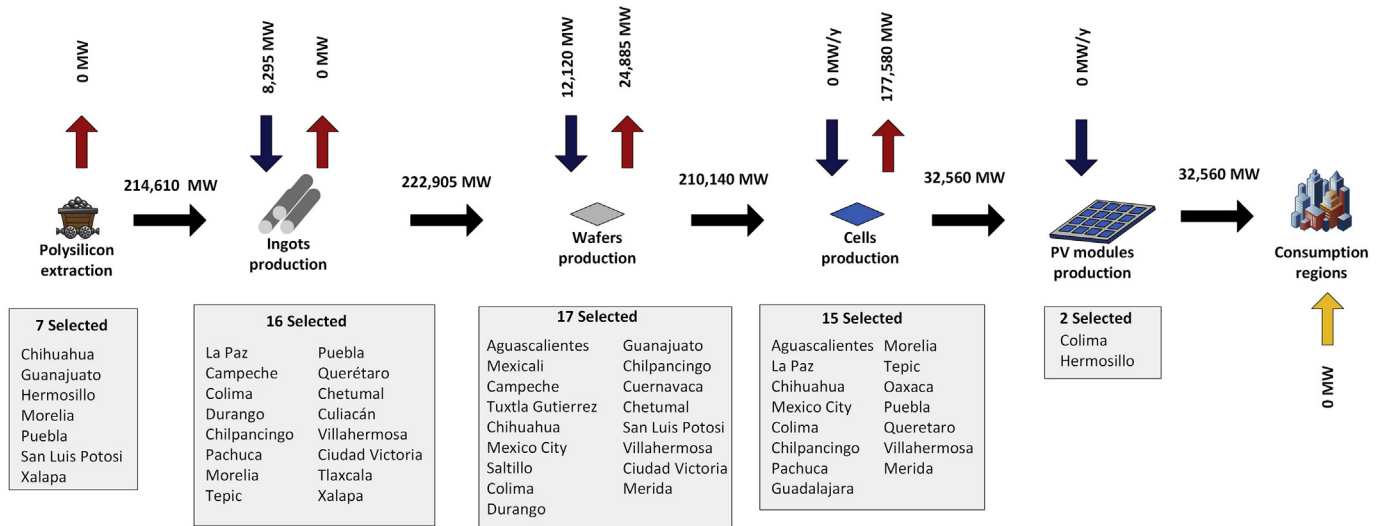 0 MW
8,295 MW
0 MW
12,120 MW
24,885 MW
0 MW/y
177,580 MW
0 MW/y
214,610 MW
222,905 MW
210,140 MW
32,560 MW
32,560 MW
Polysilicon
extraction
Ingots
production
Wafers
production
Cells
production
PV modules
production
Consumption
regions
0 MW
7 Selected
Chihuahua
Guanajuato
Hermosillo
Morelia
Puebla
San Luis Potosi
Xalapa
16 Selected
La Paz
Campeche
Colima
Durango
Chilpancingo
Pachuca
Morelia
Tepic
Puebla
Querétaro
Chetumal
Culiacán
Villahermosa
Ciudad Victoria
Tlaxcala
Xalapa
17 Selected
Aguascalientes
Mexicali
Campeche
Tuxtla Gutierrez
Chihuahua
Mexico City
Saltillo
Colima
Durango
Guanajuato
Chilpancingo
Cuernavaca
Chetumal
San Luis Potosi
Villahermosa
Ciudad Victoria
Merida
15 Selected
Aguascalientes
La Paz
Chihuahua
Mexico City
Colima
Chilpancingo
Pachuca
Guadalajara
Morelia
Tepic
Oaxaca
Puebla
Queretaro
Villahermosa
Merida
2 Selected
Colima
Hermosillo